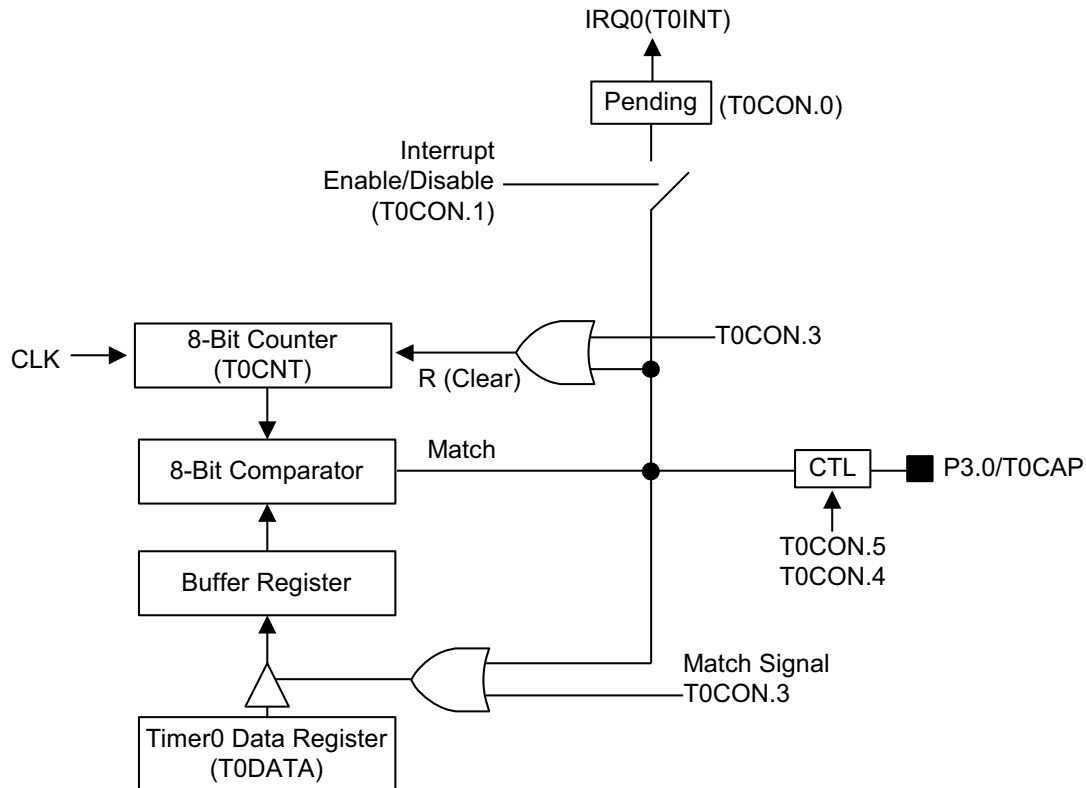 IRQ0(T0INT)
Pending
(T0CON.0)
Interrupt
Enable/Disable
(T0CON.1)
8-Bit Counter
(T0CNT)
CLK
R (Clear)
T0CON.3
8-Bit Comparator
Match
CTL
P3.0/T0CAP
T0CON.5
T0CON.4
Buffer Register
Match Signal
T0CON.3
Timer0 Data Register
(T0DATA)